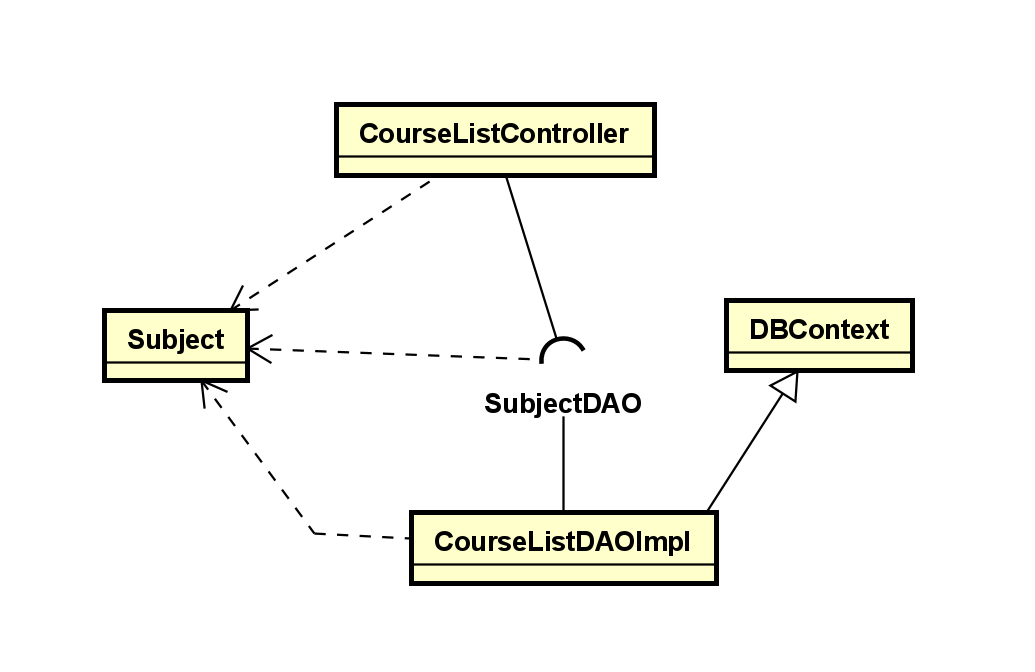 CourseListController
Subject
DBContext
SubjectDAO
CourseListDAOImpl